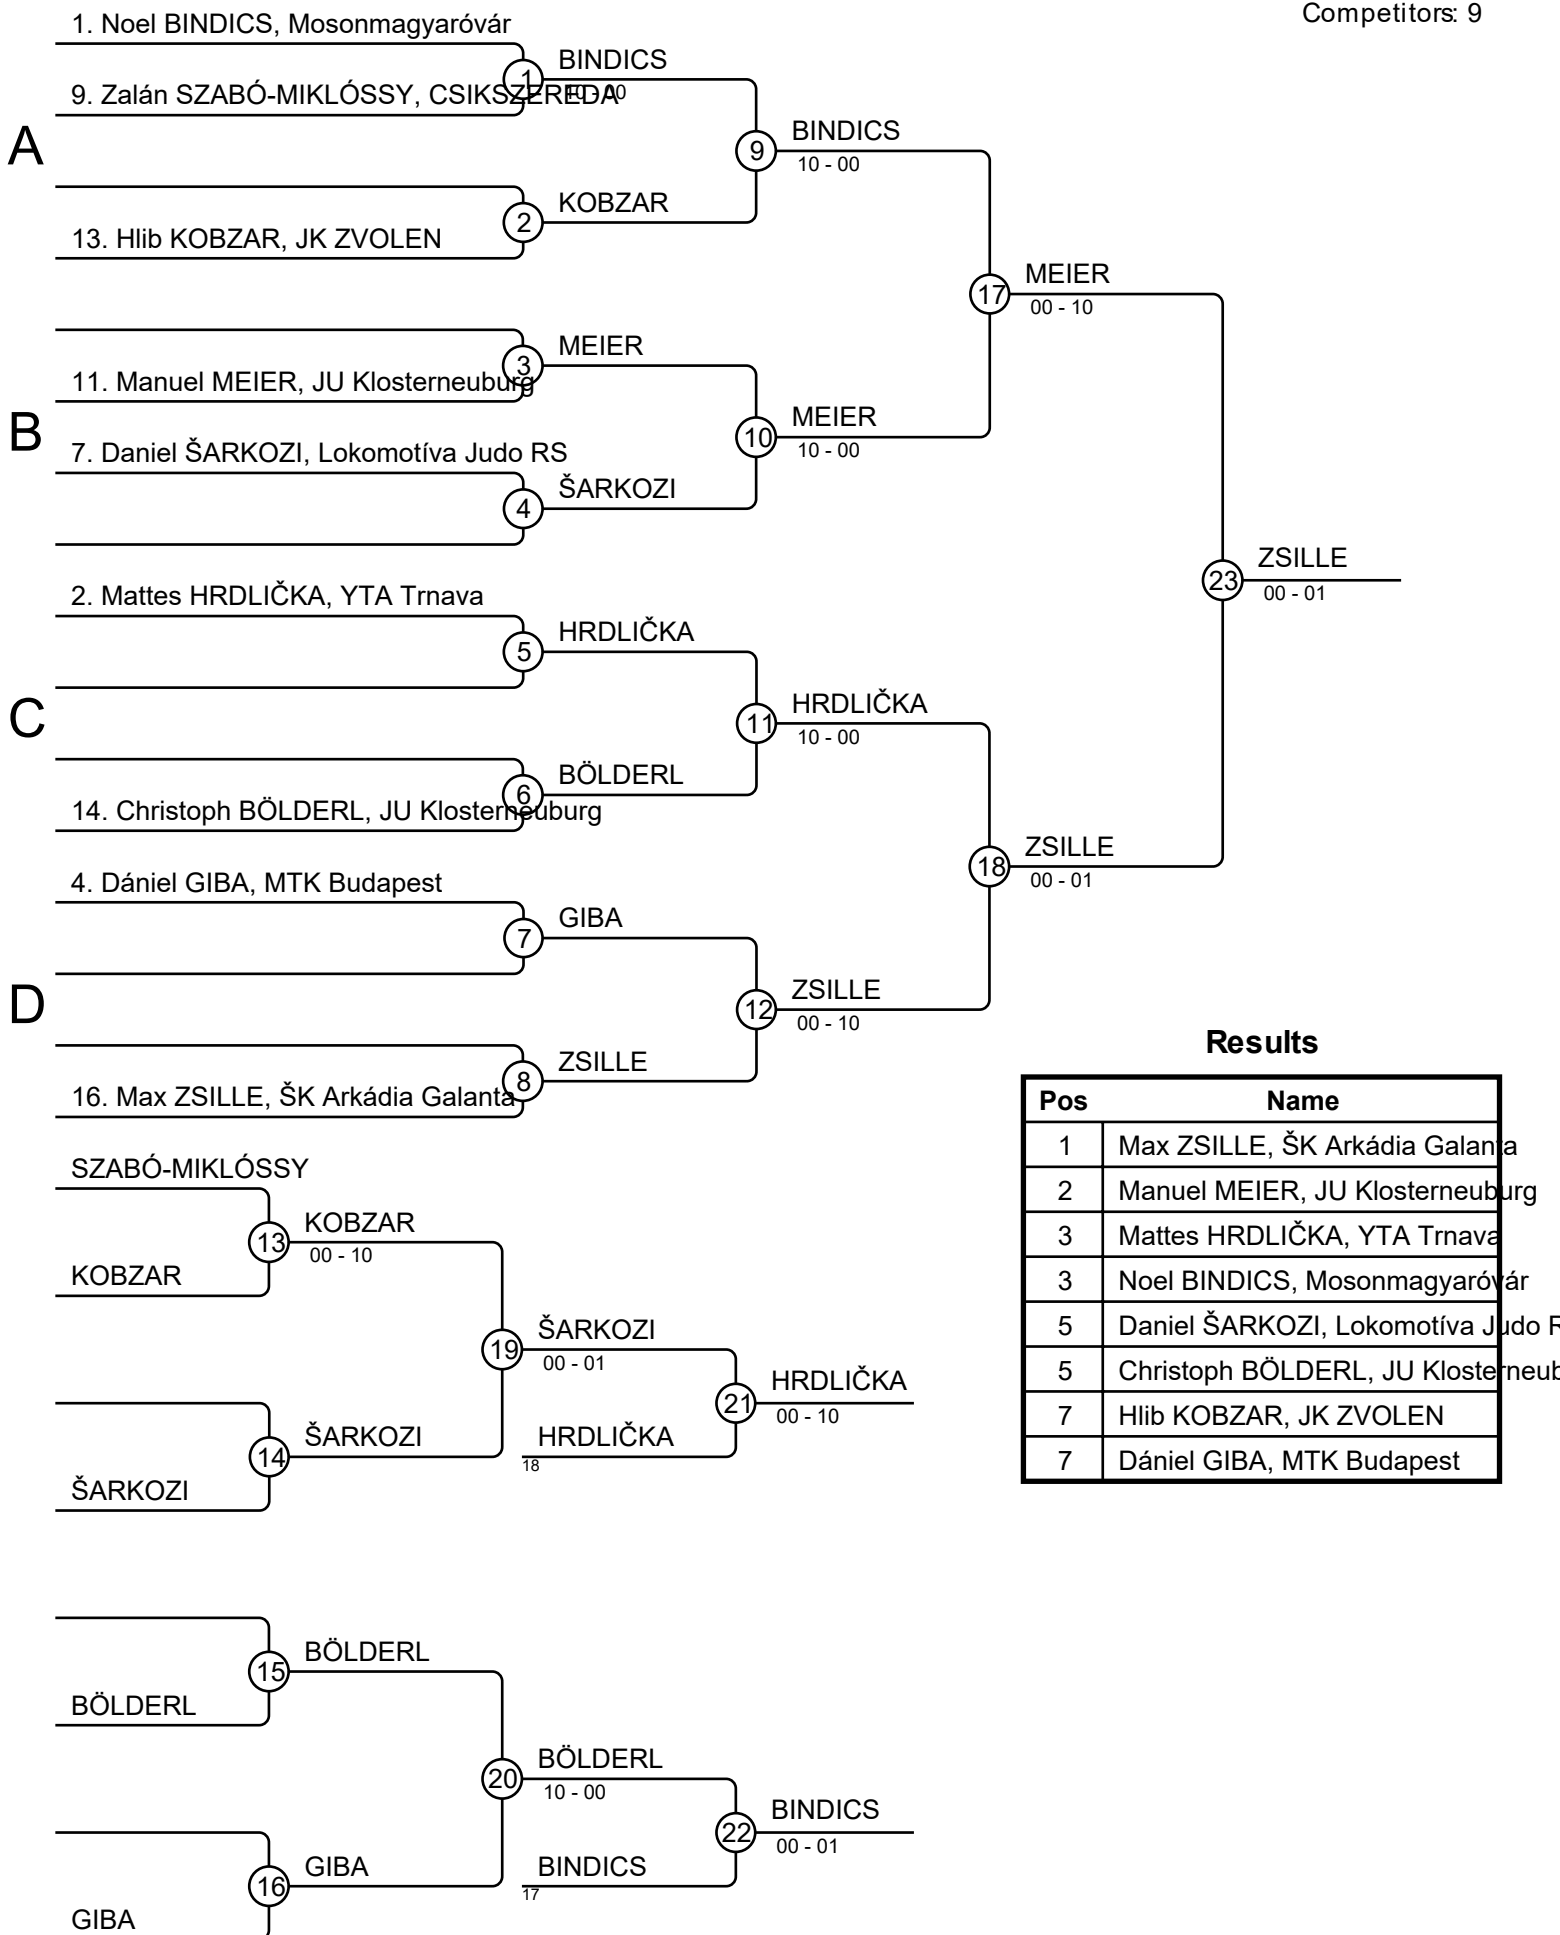 Competitors: 9
1. Noel BINDICS, Mosonmagyaróvár
1
BINDICS
10 - 00
9. Zalán SZABÓ-MIKLÓSSY, CSIKSZEREDA
A
9
BINDICS
10 - 00
2
KOBZAR
13. Hlib KOBZAR, JK ZVOLEN
17
MEIER
00 - 10
3
MEIER
11. Manuel MEIER, JU Klosterneuburg
B
10
MEIER
10 - 00
7. Daniel ŠARKOZI, Lokomotíva Judo RS
4
ŠARKOZI
23
ZSILLE
00 - 01
2. Mattes HRDLIČKA, YTA Trnava
5
HRDLIČKA
C
11
HRDLIČKA
10 - 00
6
BÖLDERL
14. Christoph BÖLDERL, JU Klosterneuburg
18
ZSILLE
00 - 01
4. Dániel GIBA, MTK Budapest
7
GIBA
D
12
ZSILLE
00 - 10
8
ZSILLE
16. Max ZSILLE, ŠK Arkádia Galanta
SZABÓ-MIKLÓSSY
13
KOBZAR
00 - 10
KOBZAR
19
ŠARKOZI
00 - 01
14
ŠARKOZI
ŠARKOZI
HRDLIČKA
18
21
HRDLIČKA
00 - 10
15
BÖLDERL
BÖLDERL
20
BÖLDERL
10 - 00
22
BINDICS
00 - 01
16
GIBA
BINDICS
17
GIBA
Results
Pos Name
1 Max ZSILLE, ŠK Arkádia Galanta
2 Manuel MEIER, JU Klosterneuburg
3 Mattes HRDLIČKA, YTA Trnava
3 Noel BINDICS, Mosonmagyaróvár
5 Daniel ŠARKOZI, Lokomotíva Judo
5 Christoph BÖLDERL, JU Klosterneub
7 Hlib KOBZAR, JK ZVOLEN
7 Dániel GIBA, MTK Budapest